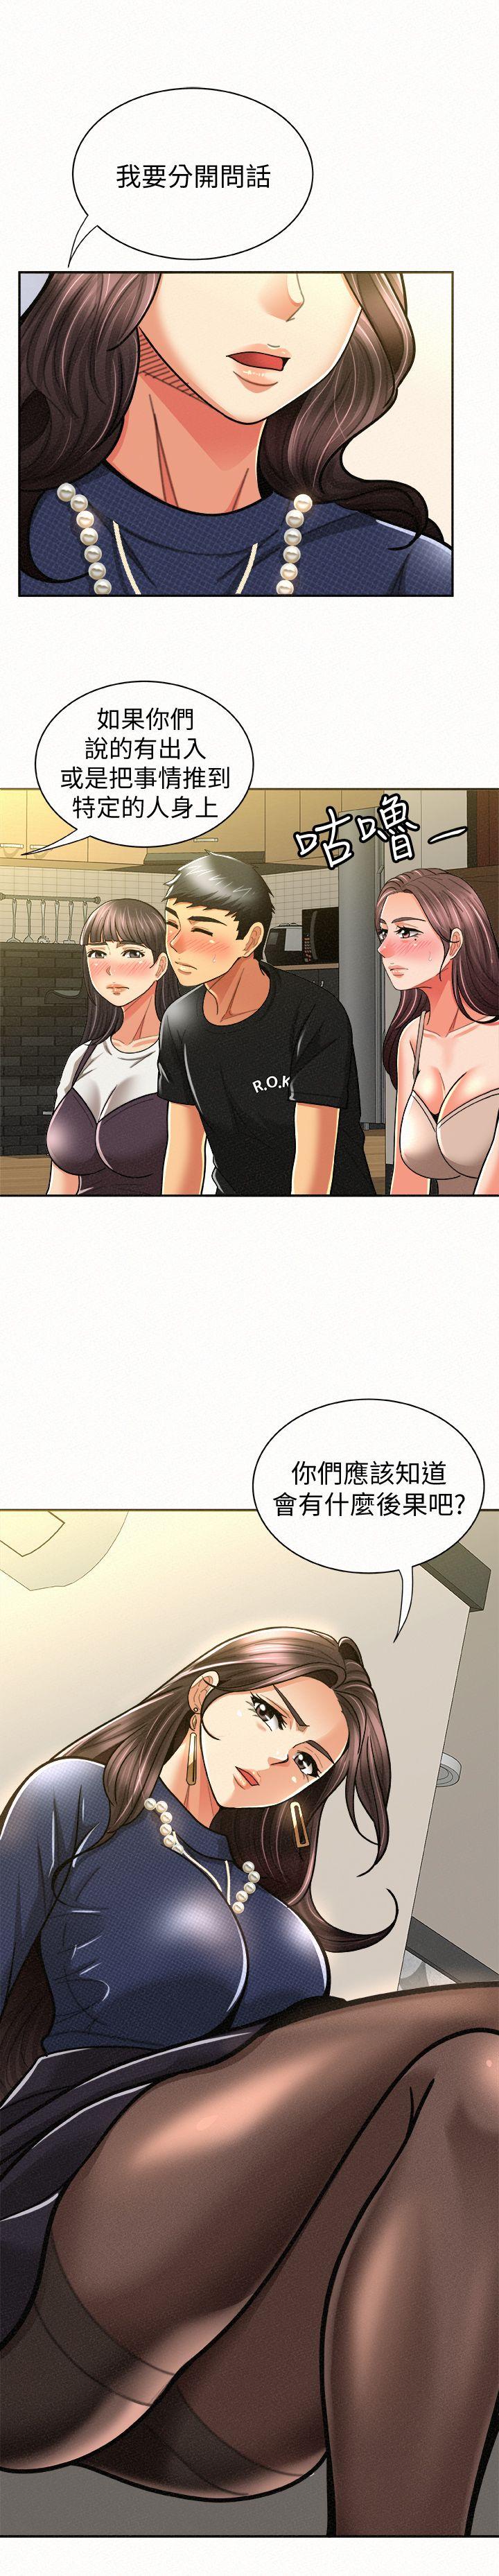 我要分開問話
如果你們
說的有出入
或是把事情推到
特定的人身上
咕嚕一
R.O.K
你們應該知道
會有什麼後果吧?